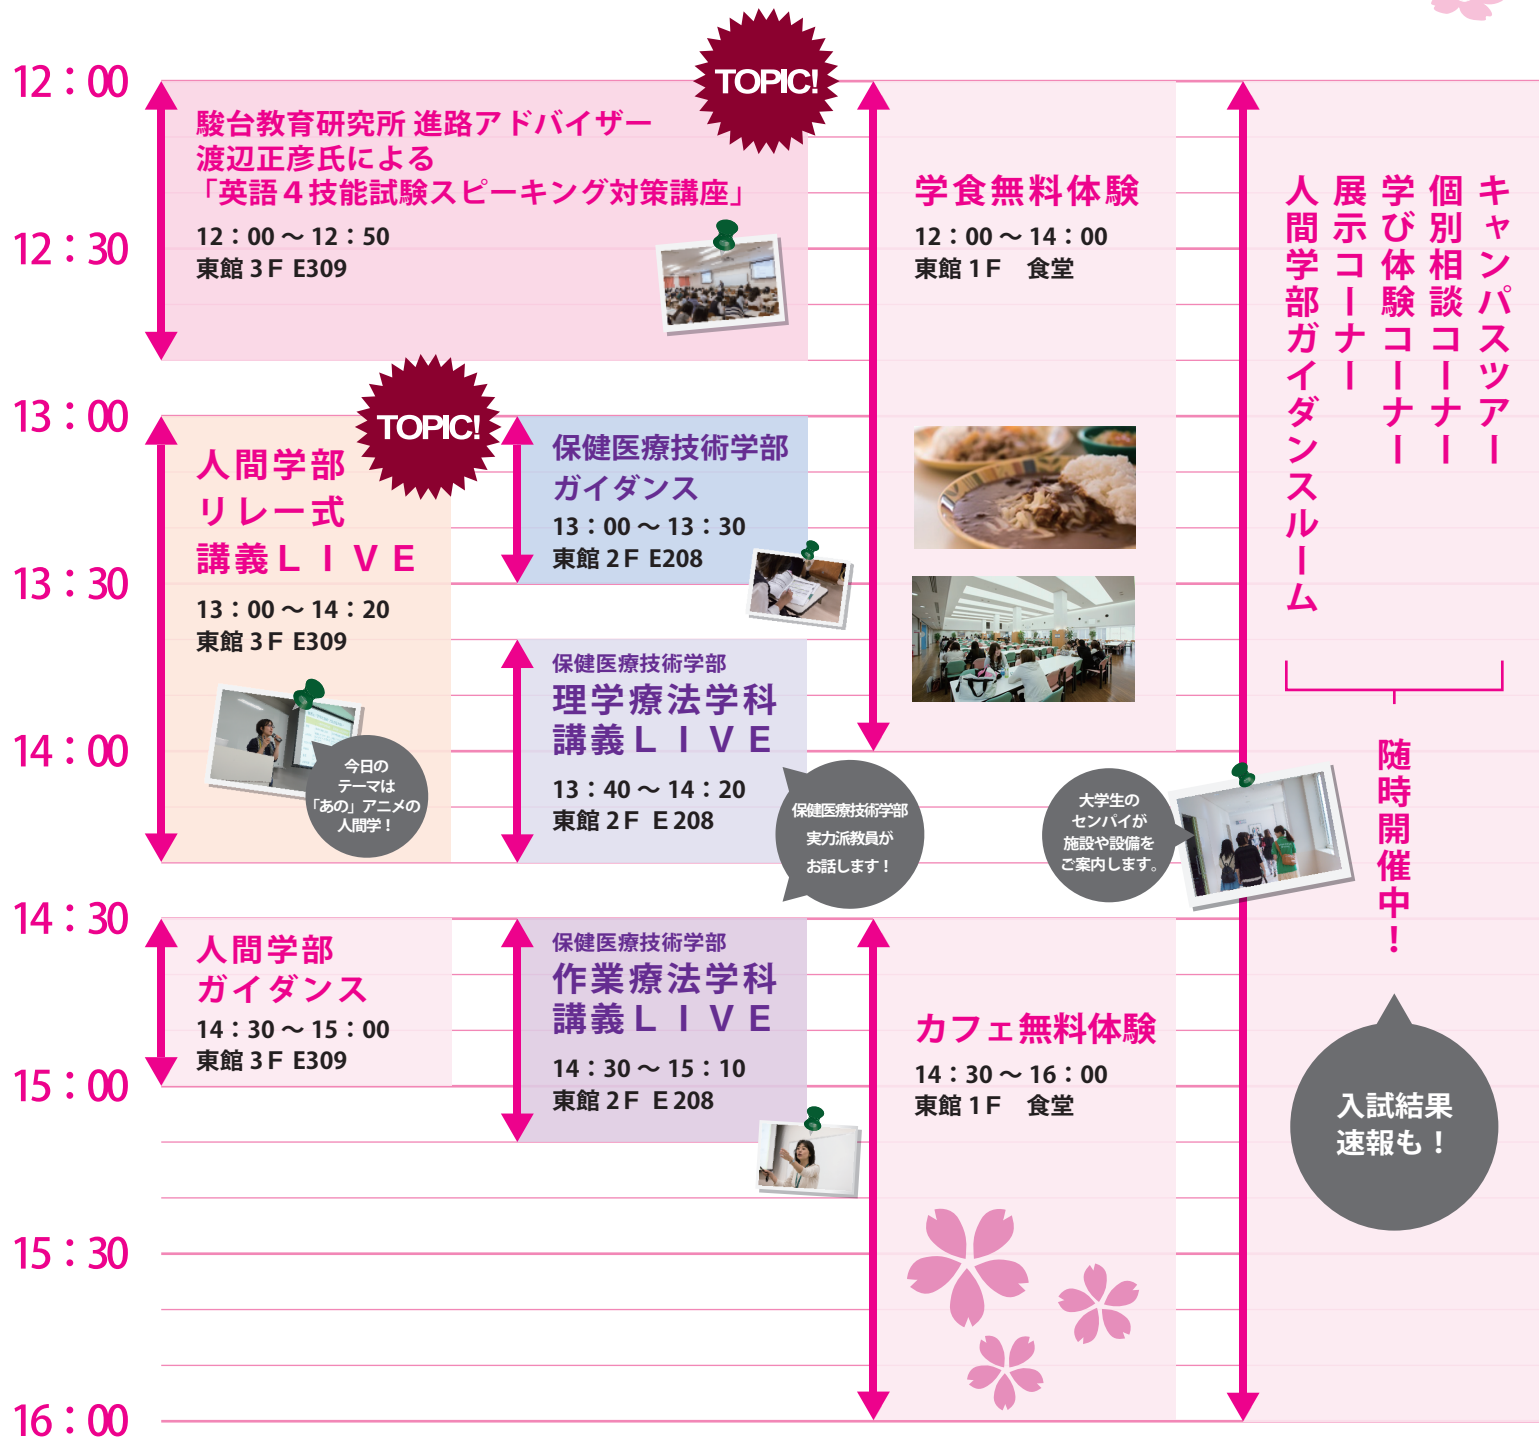 12：00
12：30
13：00
13：30
14：00
14：30
15：00
15：30
16：00
TOPIC!
駿台教育研究所 進路アドバイザー
渡辺正彦氏による
「英語４技能試験スピーキング対策講座」
12：00 ～ 12：50
東館 3Ｆ E309
TOPIC!
人間学部
リレー式
講義ＬＩＶＥ
13：00 ～ 14：20
東館 3Ｆ E309
今日の
テーマは
「あの」アニメの
人間学！
保健医療技術学部
ガイダンス
13：00 ～ 13：30
東館 2Ｆ E208
保健医療技術学部
理学療法学科
講義ＬＩＶＥ
13：40 ～ 14：20
東館 2Ｆ Ｅ208
保健医療技術学部
実力派教員が
お話します！
人間学部
ガイダンス
14：30 ～ 15：00
東館 3Ｆ E309
保健医療技術学部
作業療法学科
講義ＬＩＶＥ
14：30 ～ 15：10
東館 2Ｆ Ｅ208
学食無料体験
12：00 ～ 14：00
東館 1Ｆ　食堂
カフェ無料体験
14：30 ～ 16：00
東館 1Ｆ　食堂
キャンパスツアー
個別相談コーナー
学び体験コーナー
展示コーナー
人間学部ガイダンスルーム
随時開催中！
大学生の
センパイが
施設や設備を
ご案内します。
入試結果
速報も！